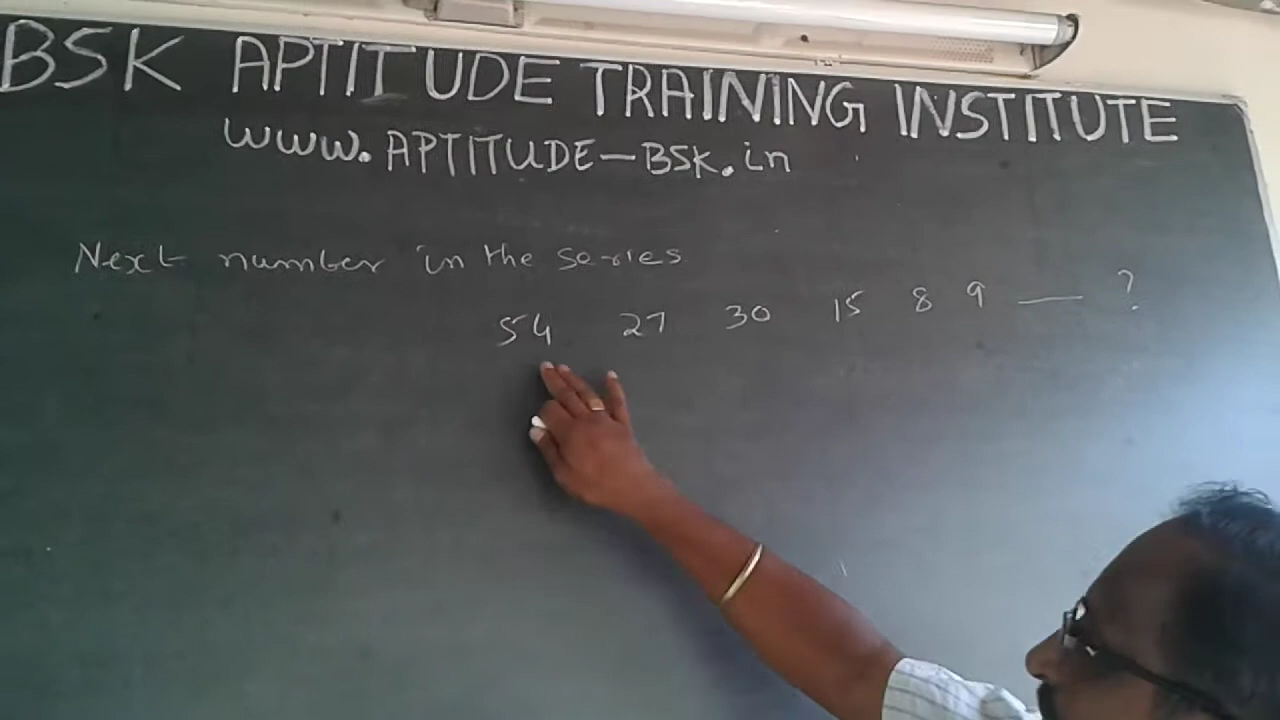 BSK APTITUDE TRAINING INSTITUTE
WWW.APTITUDE-BSK.in
Next number in the series
54 27 30 15 8 9 — ?